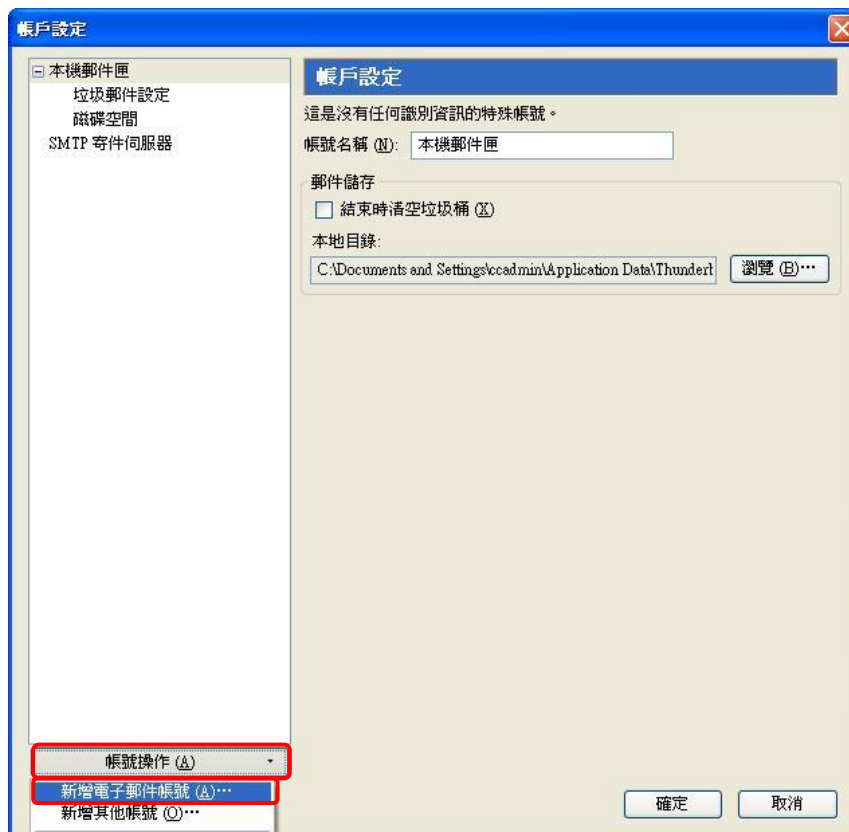 帳戶設定
本機郵件匣
垃圾郵件設定
磁碟空間
SMTP 寄件伺服器
帳戶設定
這是沒有任何識別資訊的特殊帳號。
帳號名稱 (N): 本機郵件匣
郵件儲存
結束時清空垃圾桶 (X)
本地目錄:
C:\Documents and Settings\ccadmin\Application Data\Thunderb 瀏覽 (B)…
帳號操作 (A)
新增電子郵件帳號 (A)…
新增其他帳號 (O)…
確定 取消